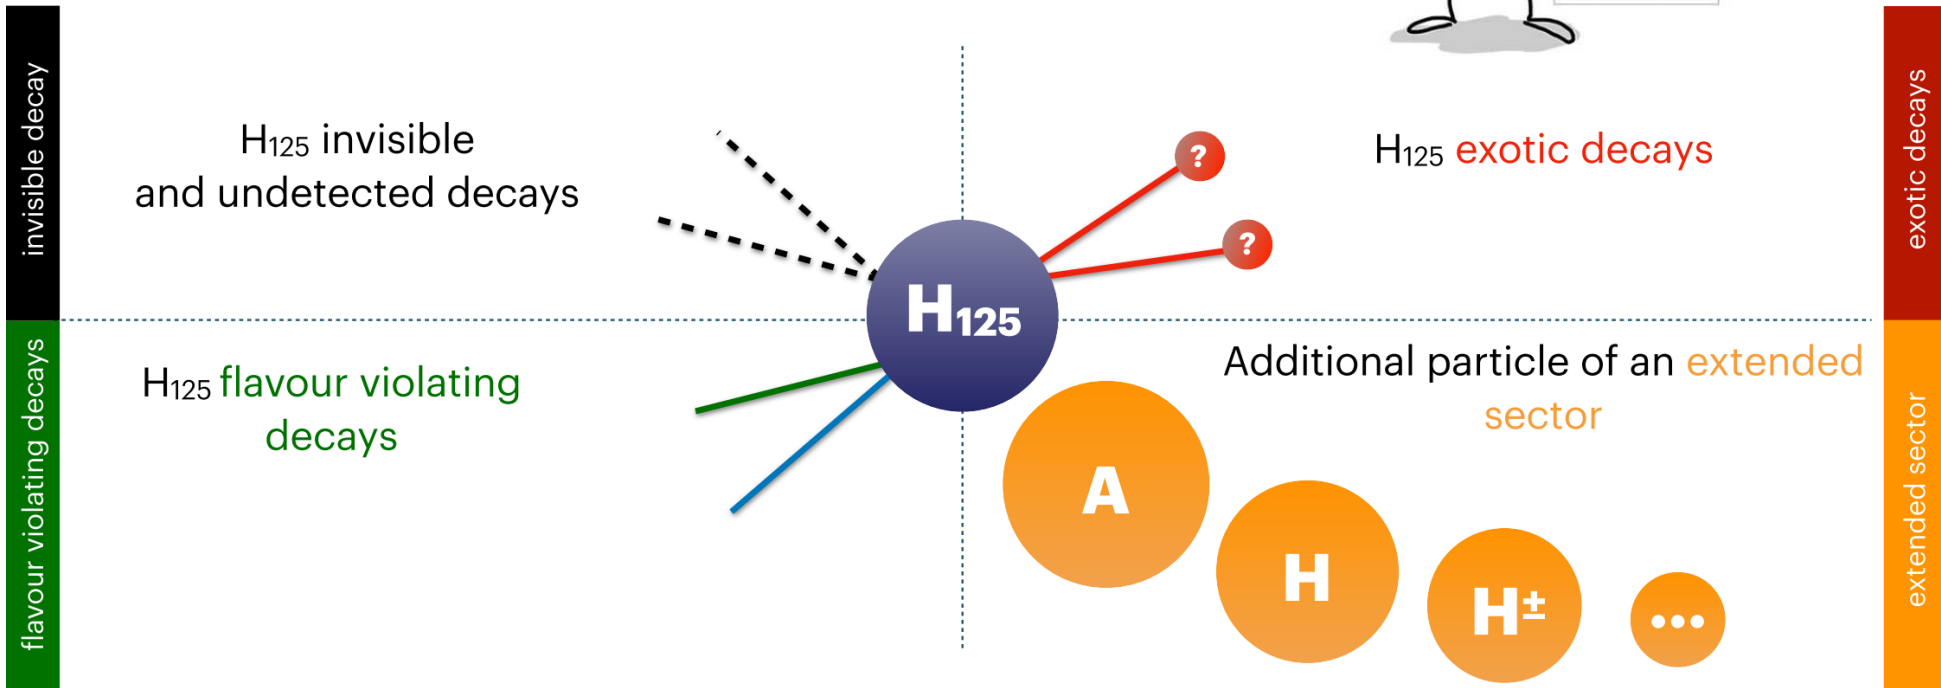 invisible decay
H₁₂₅ invisible
and undetected decays
?
?
H₁₂₅ exotic decays
exotic decays
H₁₂₅
flavour violating decays
H₁₂₅ flavour violating
decays
Additional particle of an extended
sector
A
H
H±
...
extended sector